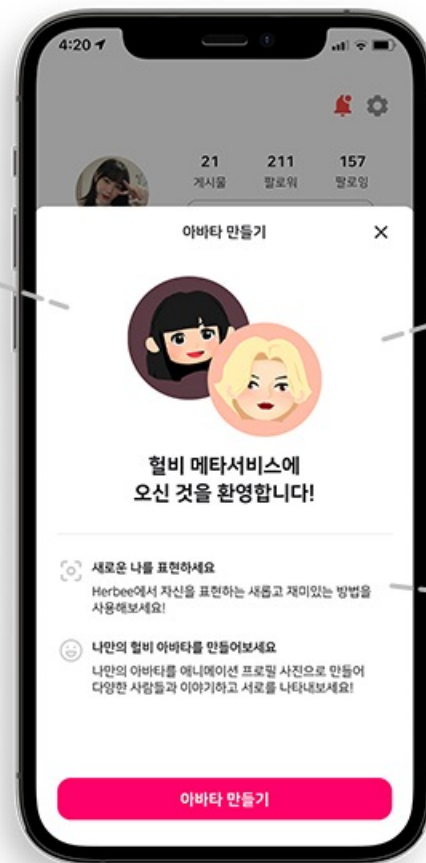 4:20
21 211 157
게시물 팔로워 팔로잉
아바타 만들기
헐비 메타서비스에
오신 것을 환영합니다!
새로운 나를 표현하세요
Herbee에서 자신을 표현하는 새롭고 재미있는 방법을
사용해보세요!
나만의 헐비 아바타를 만들어보세요
나만의 아바타를 애니메이션 프로필 사진으로 만들어
다양한 사람들과 이야기하고 서로를 나타내보세요!
아바타 만들기